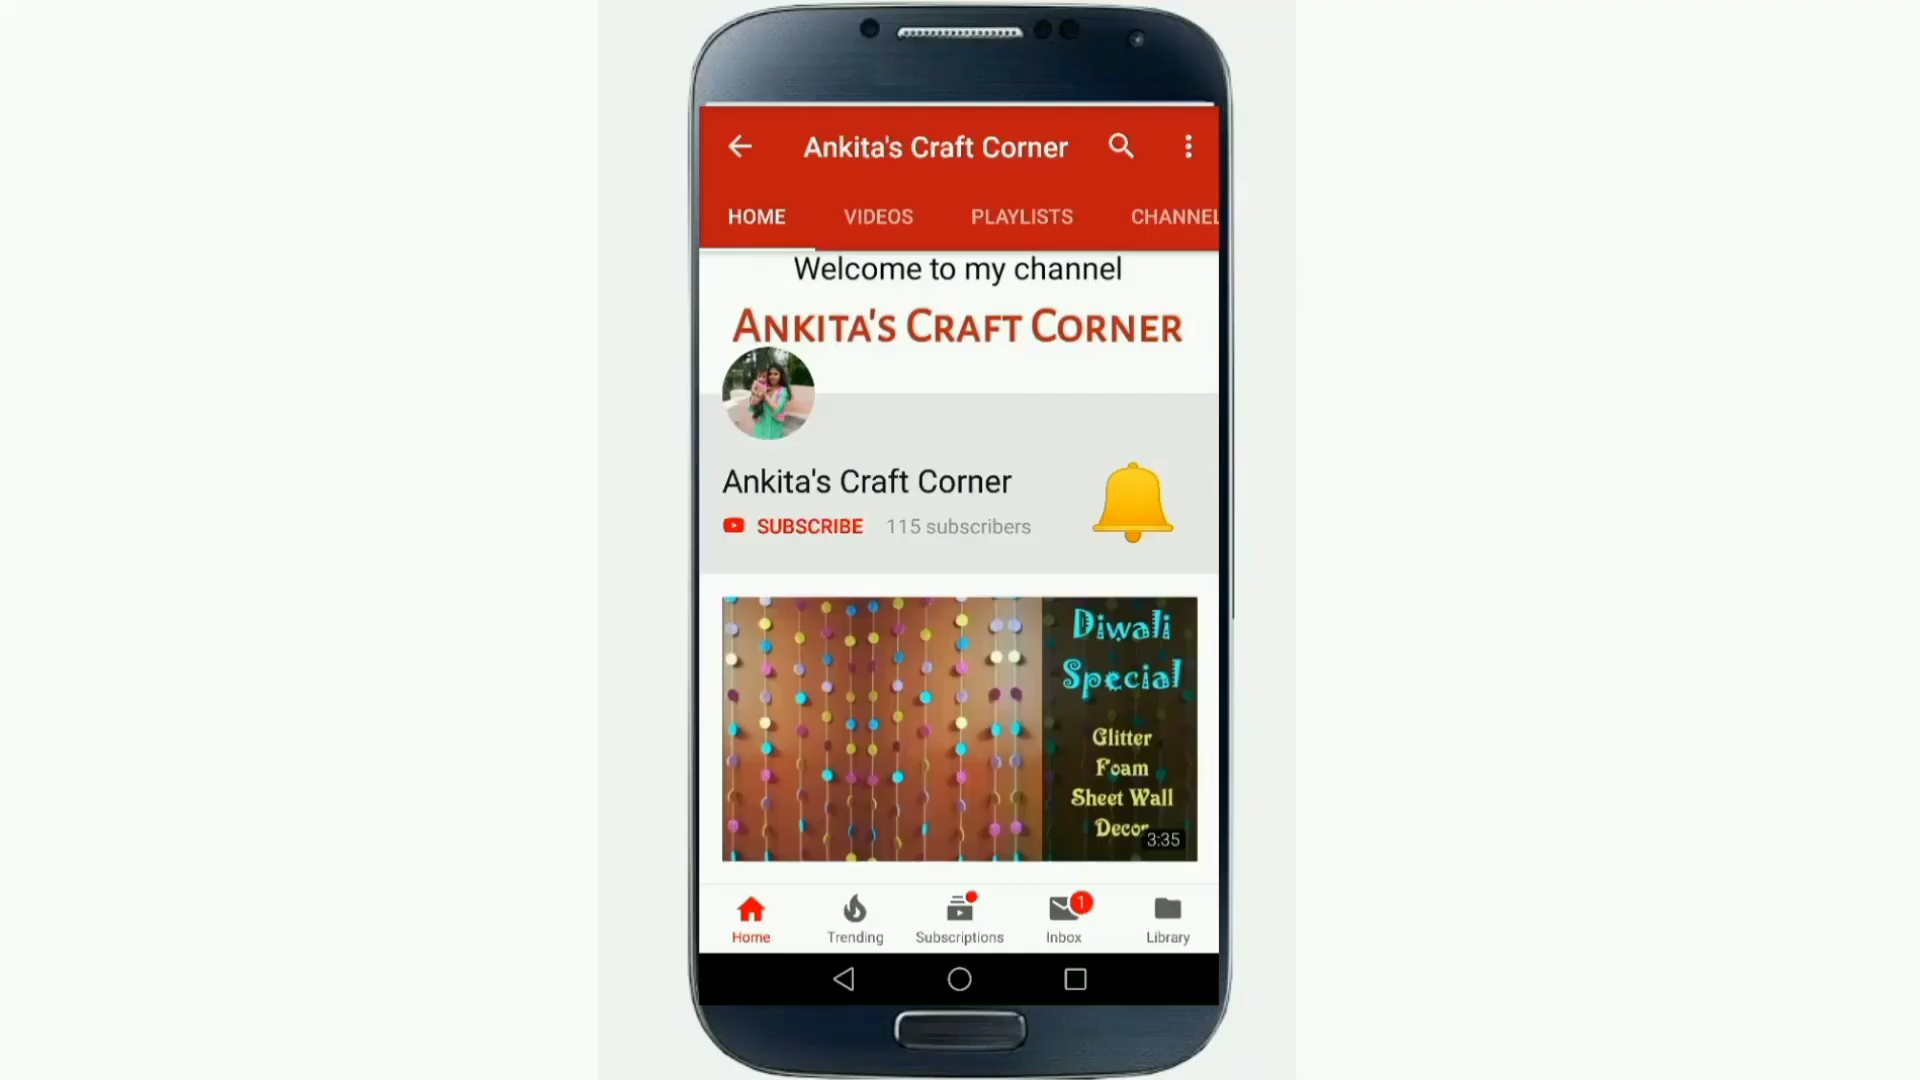 Ankita's Craft Corner
HOME VIDEOS PLAYLISTS CHANNEL
Welcome to my channel
ANKITA'S CRAFT CORNER
Ankita's Craft Corner
SUBSCRIBE 115 subscribers
Diwali
Special
Glitter
Foam
Sheet Wall
Decor
3:35
1
Home Trending Subscriptions Inbox Library